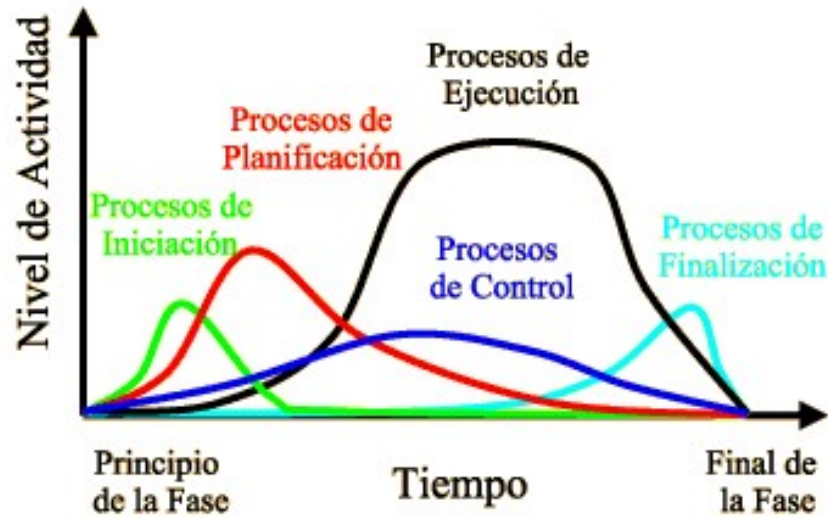 Nivel de Actividad
Procesos de
Ejecución
Procesos de
Planificación
Procesos de
Iniciación
Procesos
de Control
Procesos de
Finalización
Principio
de la Fase
Tiempo
Final de
la Fase